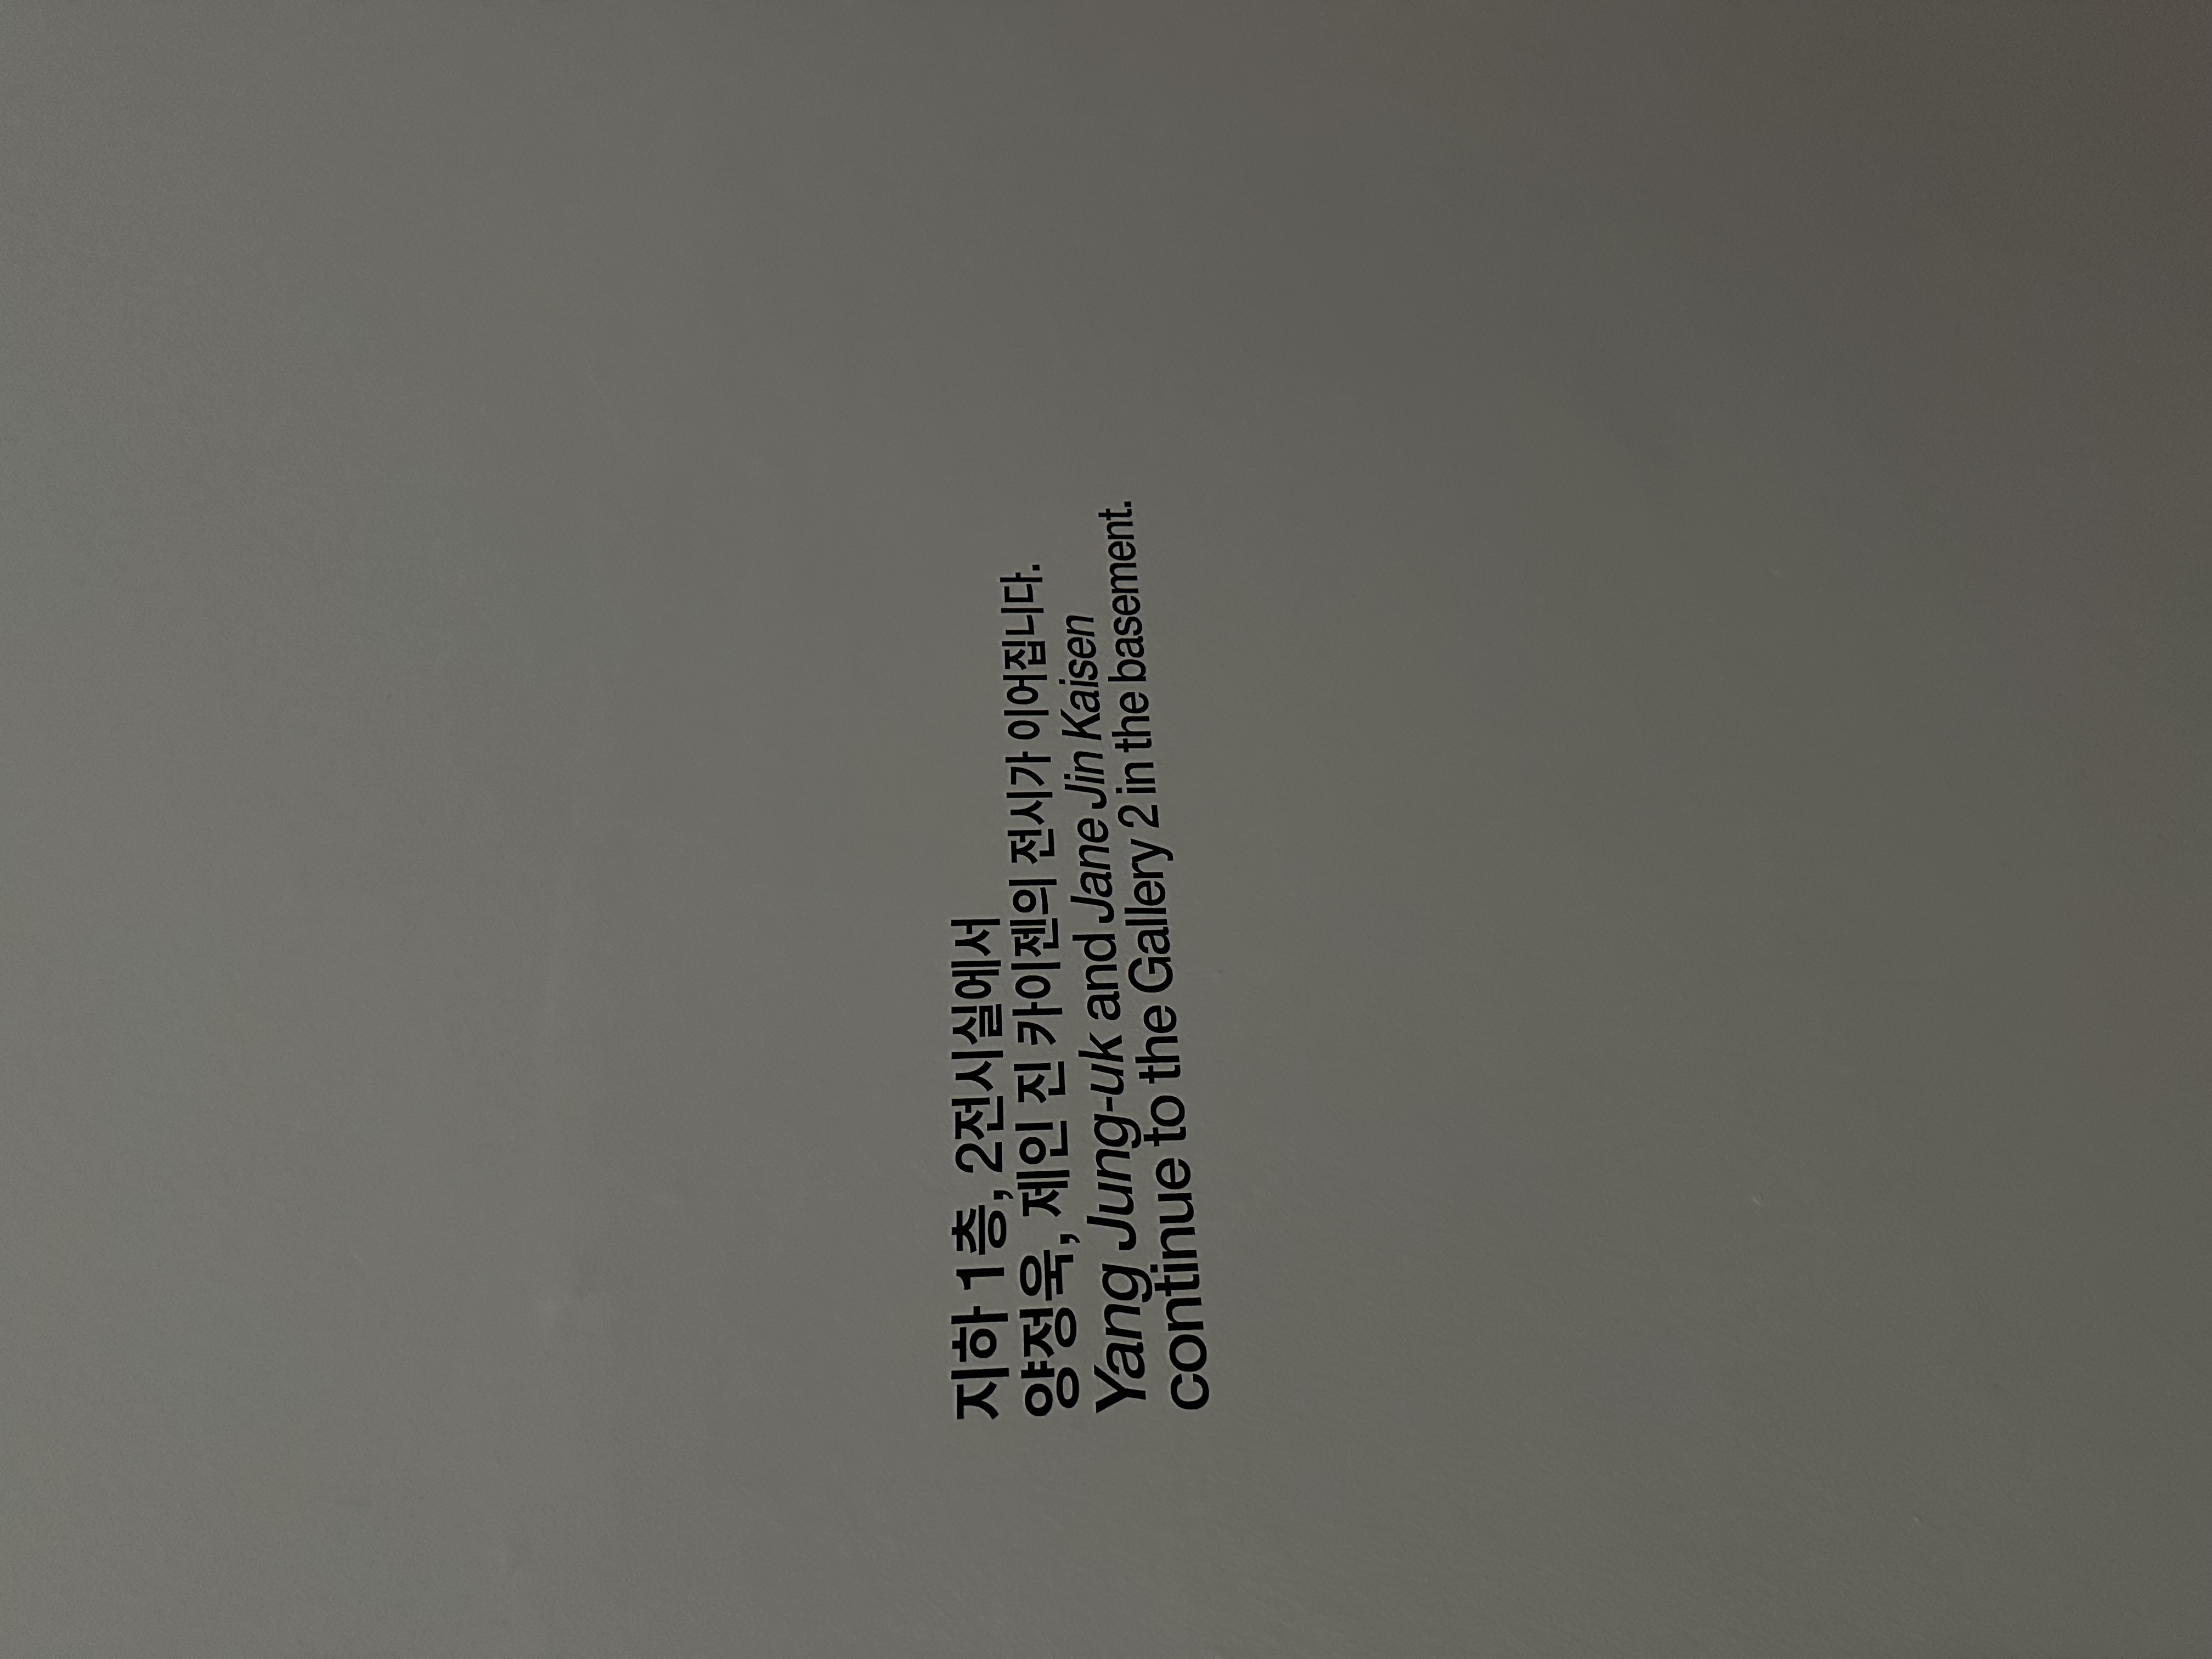 지하 1층, 2전시실에서
양정욱, 제인 진 카이젠의 전시가 이어집니다.
Yang Jung-uk and Jane Jin Kaisen
continue to the Gallery 2 in the basement.